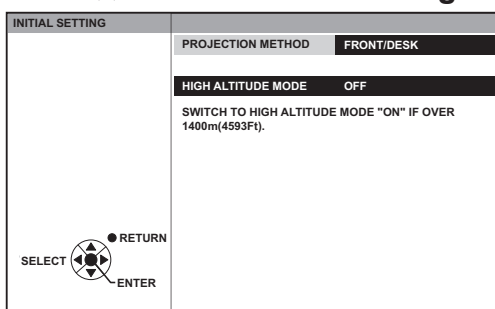 INITIAL SETTING
PROJECTION METHOD FRONT/DESK
HIGH ALTITUDE MODE OFF
SWITCH TO HIGH ALTITUDE MODE "ON" IF OVER
1400m(4593Ft).
RETURN
SELECT
ENTER